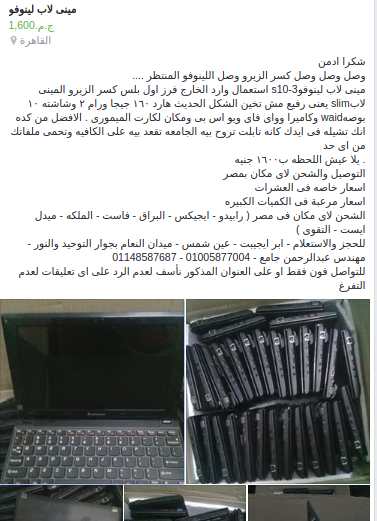 مينى لاب لينوفو
ج.م.1,600
القاهرة
شكرا ادمن
وصل وصل وصل كسر الزيرو وصل اللينوفو المنتظر ....
مينى لاب لينوفوs10-3 استعمال وارد الخارج فرز اول بلس كسر الزيرو المينى
لابslim يعنى رفيع مش تخين الشكل الحديث هارد ١٦٠ جيجا ورام ٢ وشاشته ١٠
بوصهwaid وكاميرا وواى فاى ويو اس بى ومكان لكارت الميمورى . الافضل من كده
انك تشيله فى ايدك كانه تابلت تروح بيه الجامعه تقعد بيه على الكافيه وتحمى ملفاتك
من اى حد
. يلا عيش اللحظه ب١٦٠٠ جنيه
التوصيل والشحن لاى مكان بمصر
اسعار خاصه فى العشرات
اسعار مرعبة فى الكميات الكبيره
الشحن لاى مكان فى مصر ( رابيدو - ايجيكس - البراق - فاست - الملكه - ميدل
ايست - التقوى )
للحجز والاستعلام - ابر ايجيبت - عين شمس - ميدان النعام بجوار التوحيد والنور -
مهندس عبدالرحمن جامع - 01005877004 - 01148587687
للتواصل فون فقط او على العنوان المذكور نأسف لعدم الرد على اى تعليقات لعدم
التفرغ